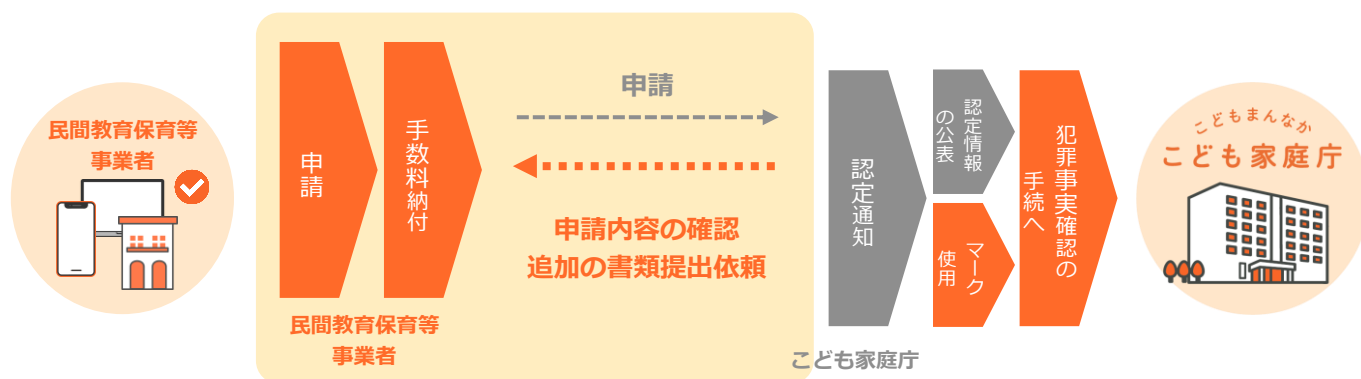 民間教育保育等
事業者
申請
手数料納付
民間教育保育等
事業者
申請
申請内容の確認
追加の書類提出依頼
認定通知
こども家庭庁
認定情報
の公表
マーク
使用
犯罪事実確認の
手続へ
こどもまんなか
こども家庭庁